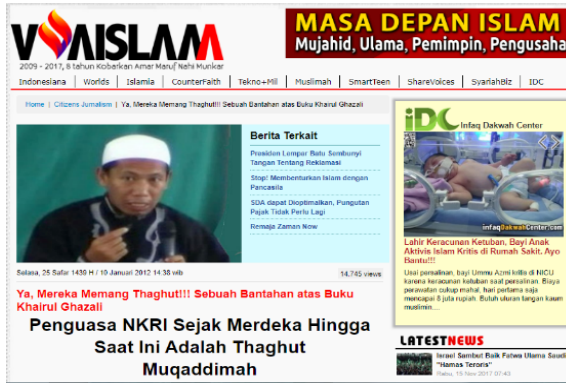 VOAISLAM
2009 - 2017, 8 tahun Kobarkan Amar Maruf Nahi Munkar
MASA DEPAN ISLAM
Mujahid, Ulama, Pemimpin, Pengusaha
Indonesiana | Worlds | Islamia | CounterFaith | Tekno+Mil | Muslimah | SmartTeen | ShareVoices | SyariahBiz | IDC
Home | Citizens Jurnalism | Ya, Mereka Memang Thaghut!!! Sebuah Bantahan atas Buku Khairul Ghazali
Berita Terkait
Presiden Lempar Batu Sembunyi
Tangan Tentang Reklamasi
Stop! Membenturkan Islam dengan
Pancasila
SDA dapat Dioptimalkan, Pungutan
Pajak Tidak Perlu Lagi
Remaja Zaman Now
Selasa, 25 Safar 1439 H / 10 Januari 2012 14:38 wib
14.745 views
Ya, Mereka Memang Thaghut!!! Sebuah Bantahan atas Buku
Khairul Ghazali
Penguasa NKRI Sejak Merdeka Hingga
Saat Ini Adalah Thaghut
Muqaddimah
iDC Infaq Dakwah Center
infaqDakwahCenter.com
Lahir Keracunan Ketuban, Bayi Anak
Aktivis Islam Kritis di Rumah Sakit. Ayo
Bantu!!!
Usai persalinan, bayi Ummu Azmi kritis di NICU
karena keracunan ketuban saat persalinan. Biaya
perawatan cukup mahal, hari pertama saja
mencapai 8 juta rupiah. Butuh uluran tangan kaum
muslimin....
LATESTNEWS
Israel Sambut Baik Fatwa Ulama Saudi
"Hamas Teroris"
Rabu, 15 Nov 2017 07:43